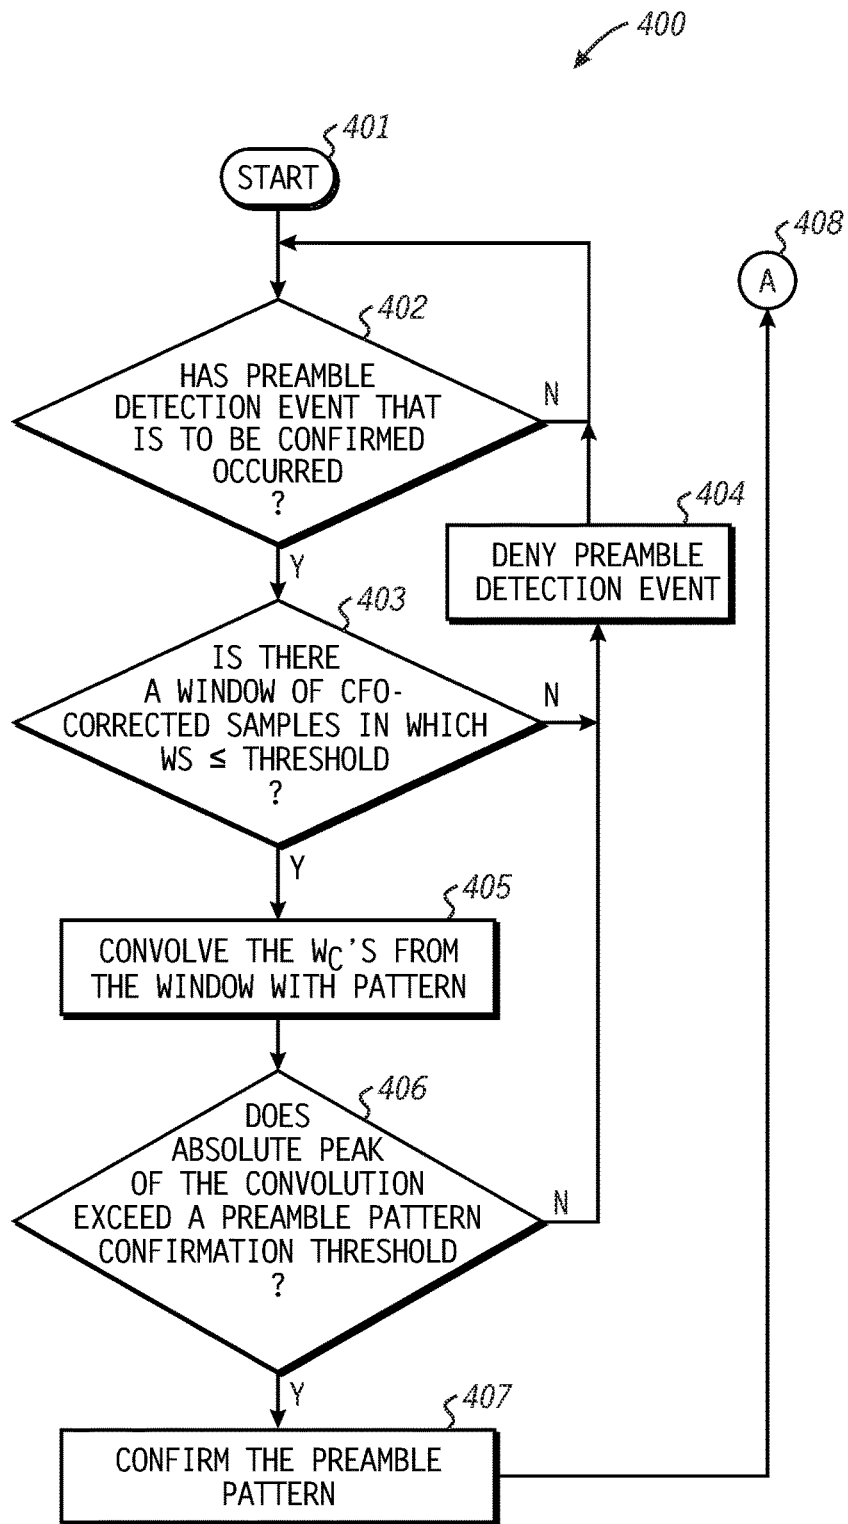 400
401
START
408
A
402
HAS PREAMBLE
DETECTION EVENT THAT
IS TO BE CONFIRMED
OCCURRED
?
N
Y
404
DENY PREAMBLE
DETECTION EVENT
403
IS THERE
A WINDOW OF CFO-
CORRECTED SAMPLES IN WHICH
WS ≤ THRESHOLD
?
N
Y
405
CONVOLVE THE WC'S FROM
THE WINDOW WITH PATTERN
406
DOES
ABSOLUTE PEAK
OF THE CONVOLUTION
EXCEED A PREAMBLE PATTERN
CONFIRMATION THRESHOLD
?
N
Y
407
CONFIRM THE PREAMBLE
PATTERN